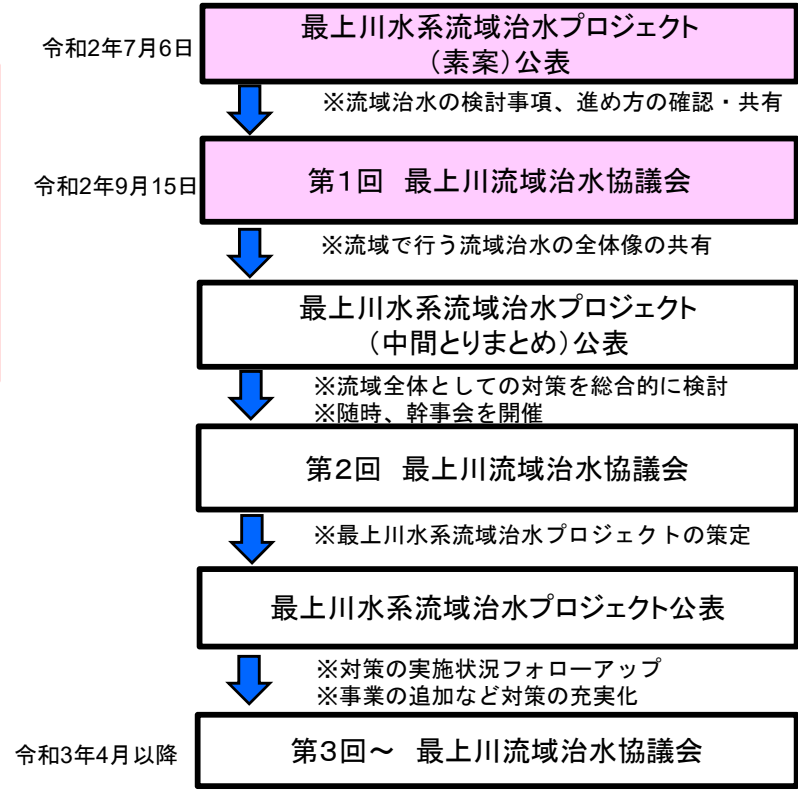 令和2年7月6日
最上川水系流域治水プロジェクト
(素案)公表
※流域治水の検討事項、進め方の確認・共有
令和2年9月15日
第1回　最上川流域治水協議会
※流域で行う流域治水の全体像の共有
最上川水系流域治水プロジェクト
(中間とりまとめ)公表
※流域全体としての対策を総合的に検討
※随時、幹事会を開催
第2回　最上川流域治水協議会
※最上川水系流域治水プロジェクトの策定
最上川水系流域治水プロジェクト公表
※対策の実施状況フォローアップ
※事業の追加など対策の充実化
令和3年4月以降
第3回～　最上川流域治水協議会